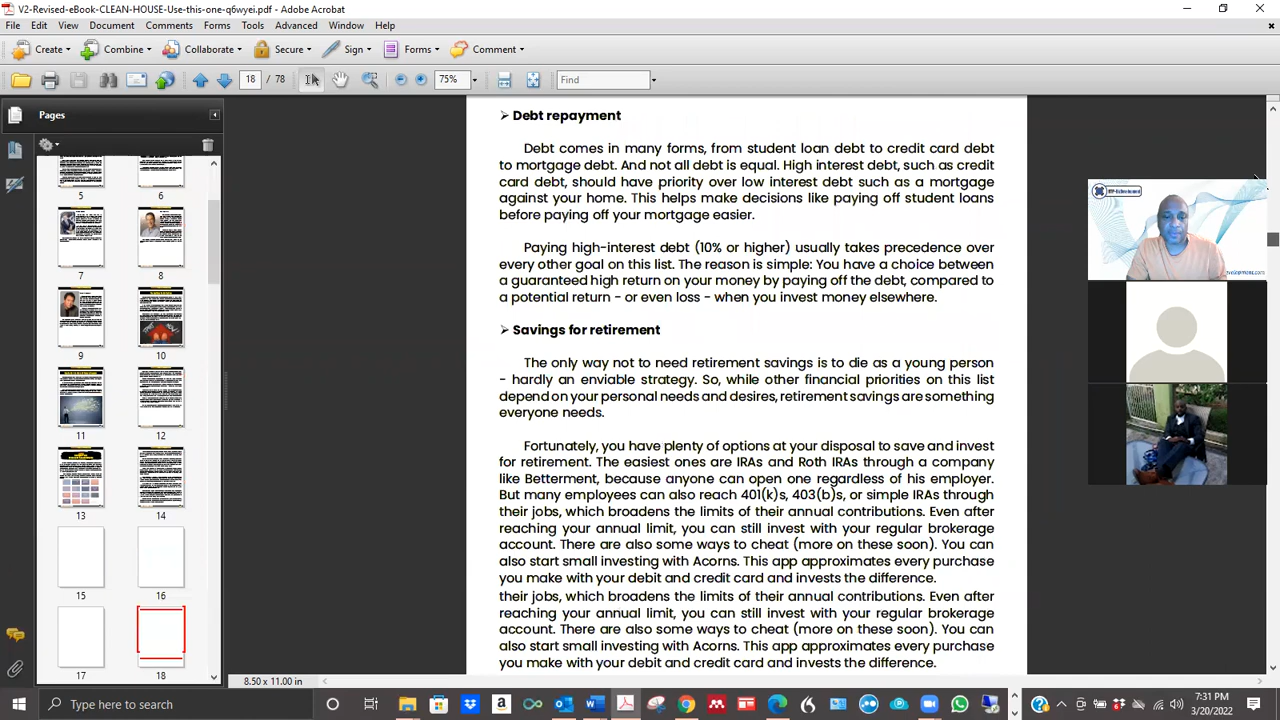 V2-Revised-eBook-CLEAN-HOUSE-Use-this-one-q6wyei.pdf - Adobe Acrobat
File Edit View Document Comments Forms Tools Advanced Window Help
Create Combine Collaborate Secure Sign Forms Comment
18 / 78 75% Find
Pages
5 6
7 8
9 10
11 12
13 14
15 16
17 18
Debt repayment
Debt comes in many forms, from student loan debt to credit card debt
to mortgage debt. And not all debt is equal. High interest debt, such as credit
card debt, should have priority over low interest debt such as a mortgage
against your home. This helps make decisions like paying off student loans
before paying off your mortgage easier.
Paying high-interest debt (10% or higher) usually takes precedence over
every other goal on this list. The reason is simple: You have a choice between
a guaranteed high return on your money by paying off the debt, compared to
a potential return - or even loss - when you invest money elsewhere.
Savings for retirement
The only way not to need retirement savings is to die as a young person
- hardly an enviable strategy. So, while other financial priorities on this list
depend on your personal needs and desires, retirement savings are something
everyone needs.
Fortunately, you have plenty of options at your disposal to save and invest
for retirement. The easiest ones are IRAs and Roth IRAs through a company
like Betterment, because anyone can open one regardless of his employer.
But many employees can also reach 401(k)s, 403(b)s, or simple IRAs through
their jobs, which broadens the limits of their annual contributions. Even after
reaching your annual limit, you can still invest with your regular brokerage
account. There are also some ways to cheat (more on these soon). You can
also start small investing with Acorns. This app approximates every purchase
you make with your debit and credit card and invests the difference.
their jobs, which broadens the limits of their annual contributions. Even after
reaching your annual limit, you can still invest with your regular brokerage
account. There are also some ways to cheat (more on these soon). You can
also start small investing with Acorns. This app approximates every purchase
you make with your debit and credit card and invests the difference.
8.50 x 11.00 in
Type here to search
7:31 PM
3/20/2022